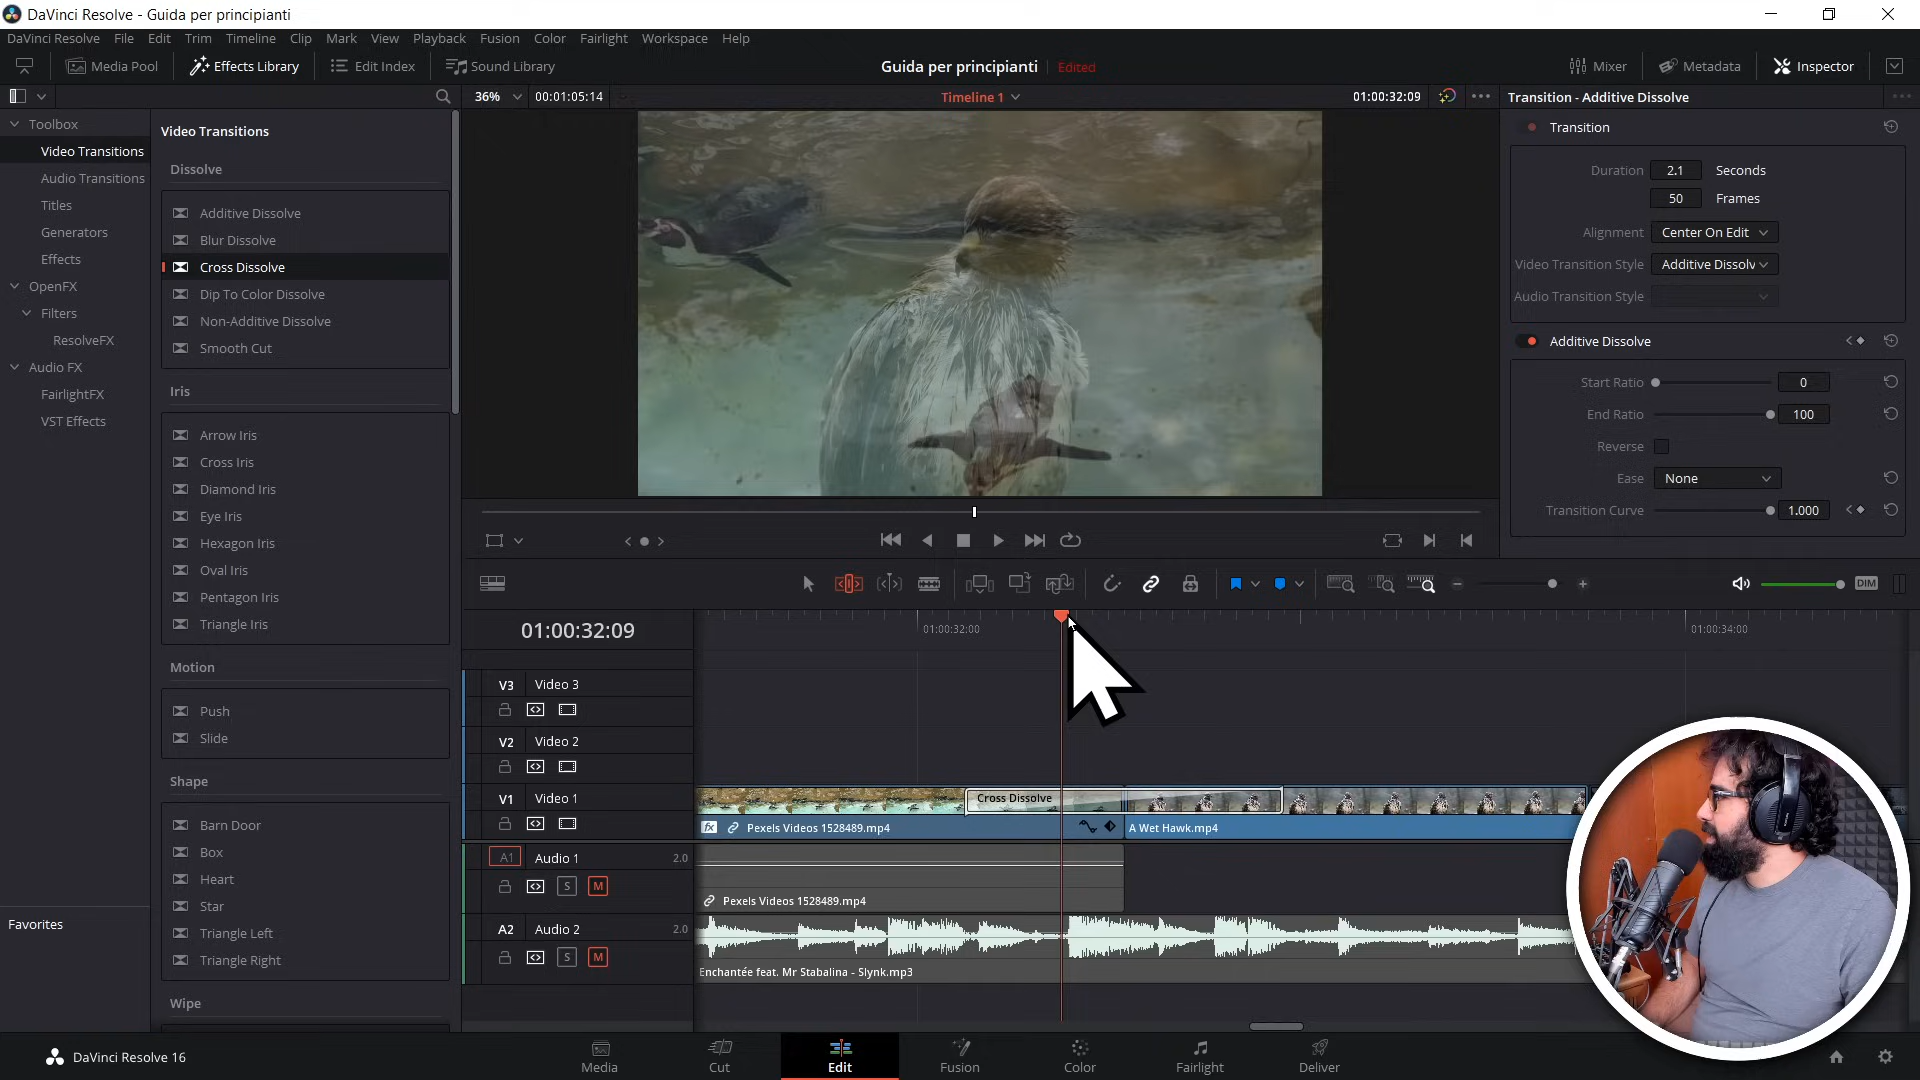 DaVinci Resolve - Guida per principianti
DaVinci Resolve File Edit Trim Timeline Clip Mark View Playback Fusion Color Fairlight Workspace Help
Media Pool Effects Library Edit Index Sound Library Guida per principianti Edited Mixer Metadata Inspector
36% 00:01:05:14 Timeline 1 01:00:32:09 Transition - Additive Dissolve
Toolbox
Video Transitions
Audio Transitions
Titles
Generators
Effects
OpenFX
Filters
ResolveFX
Audio FX
FairlightFX
VST Effects
Favorites
Video Transitions
Dissolve
Additive Dissolve
Blur Dissolve
Cross Dissolve
Dip To Color Dissolve
Non-Additive Dissolve
Smooth Cut
Iris
Arrow Iris
Cross Iris
Diamond Iris
Eye Iris
Hexagon Iris
Oval Iris
Pentagon Iris
Triangle Iris
Motion
Push
Slide
Shape
Barn Door
Box
Heart
Star
Triangle Left
Triangle Right
Wipe
Transition
Duration 2.1 Seconds
50 Frames
Alignment Center On Edit
Video Transition Style Additive Dissolv
Audio Transition Style
Additive Dissolve
Start Ratio 0
End Ratio 100
Reverse
Ease None
Transition Curve 1.000
DIM
01:00:32:09 01:00:32:00 01:00:34:00
V3 Video 3
V2 Video 2
V1 Video 1
Cross Dissolve
fx Pexels Videos 1528489.mp4 A Wet Hawk.mp4
A1 Audio 1 2.0
S M
Pexels Videos 1528489.mp4
A2 Audio 2 2.0
S M
Enchantée feat. Mr Stabalina - Slynk.mp3
DaVinci Resolve 16
Media Cut Edit Fusion Color Fairlight Deliver